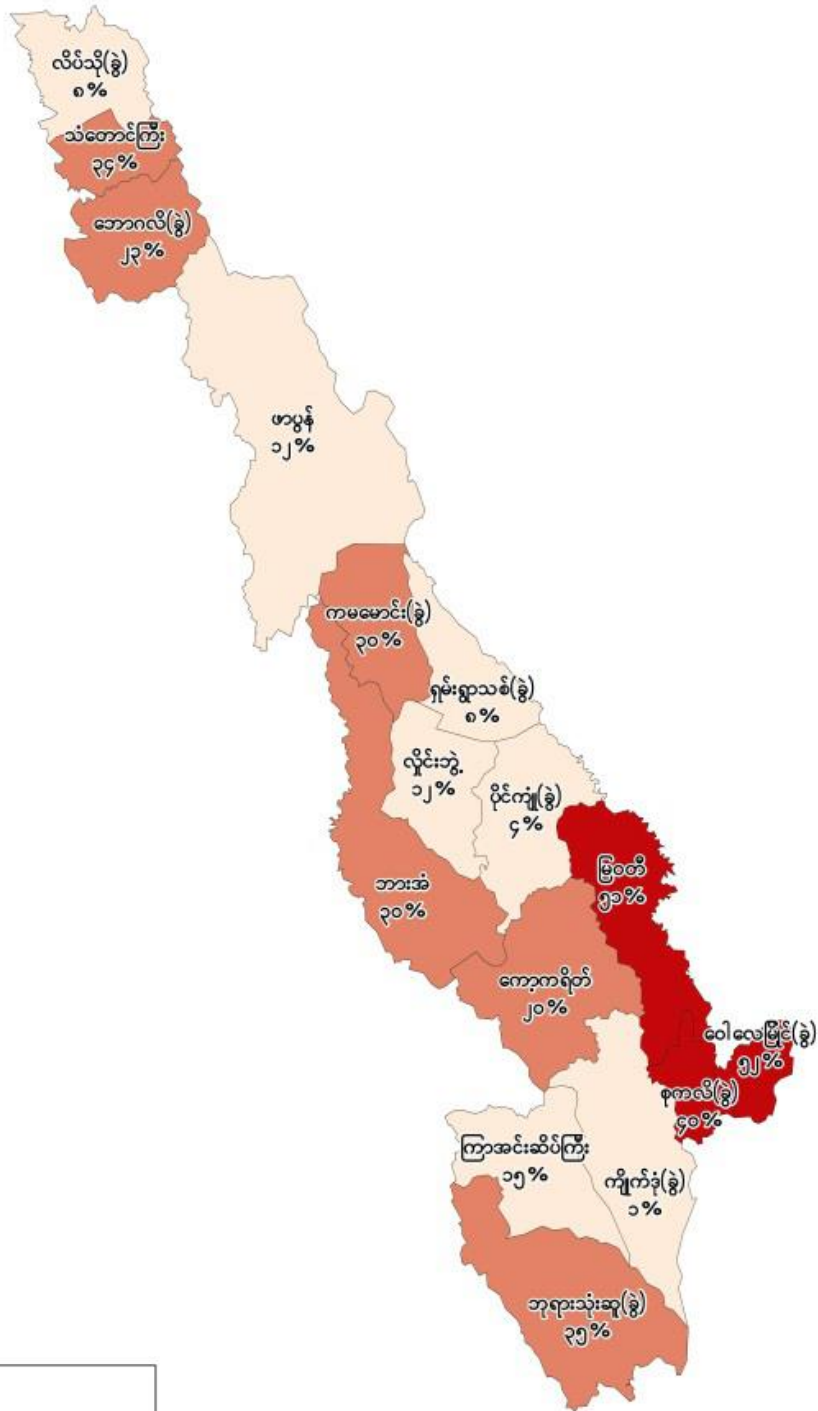 လိပ်သို(ခွဲ)
၈%
သံတောင်ကြီး
၃၄%
ဘောဂလိ(ခွဲ)
၂၃%
ဖာပွန်
၁၂%
ကမမောင်း(ခွဲ)
၃၀%
ရှမ်းရွာသစ်(ခွဲ)
၈%
လှိုင်းဘွဲ့
၁၂%
ပိုင်ကျုံ(ခွဲ)
၄%
မြဝတီ
၅၁%
ဘားအံ
၃၀%
ကော့ကရိတ်
၂၀%
ဝေါလေမြိုင်(ခွဲ)
၅၂%
စုကလိ(ခွဲ)
၄၀%
ကြာအင်းဆိပ်ကြီး
၁၅%
ကျိုက်ဒုံ(ခွဲ)
၁%
ဘုရားသုံးဆူ(ခွဲ)
၃၅%